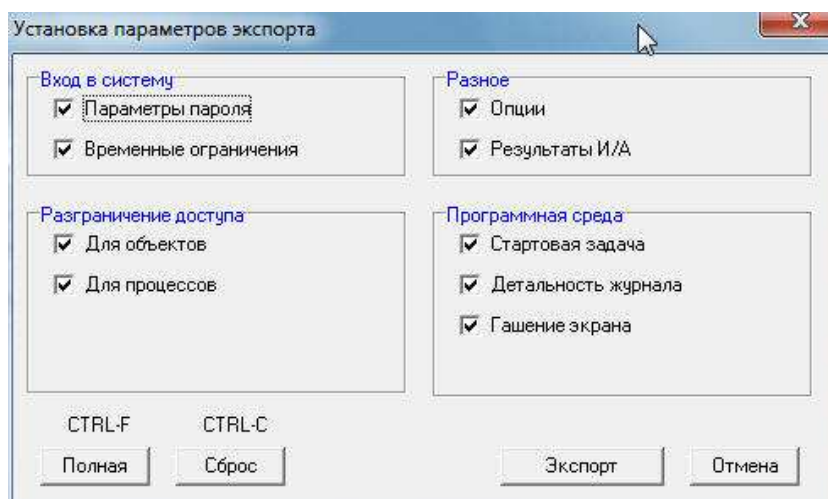 Установка параметров экспорта
Вход в систему
Параметры пароля
Временные ограничения
Разное
Опции
Результаты И/А
Разграничение доступа
Для объектов
Для процессов
Программная среда
Стартовая задача
Детальность журнала
Гашение экрана
CTRL-F CTRL-C
Полная Сброс Экспорт Отмена